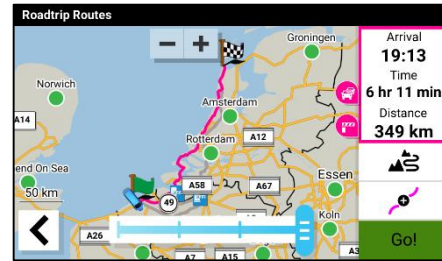 Roadtrip Routes
Groningen
Arrival
19:13
Time
6 hr 11 min
Distance
349 km
Norwich
Amsterdam
A14
Rotterdam
A12
end On Sea
50 km
A58
A67
Essen
49
Koln
A26
A7
A15
A3
Go!